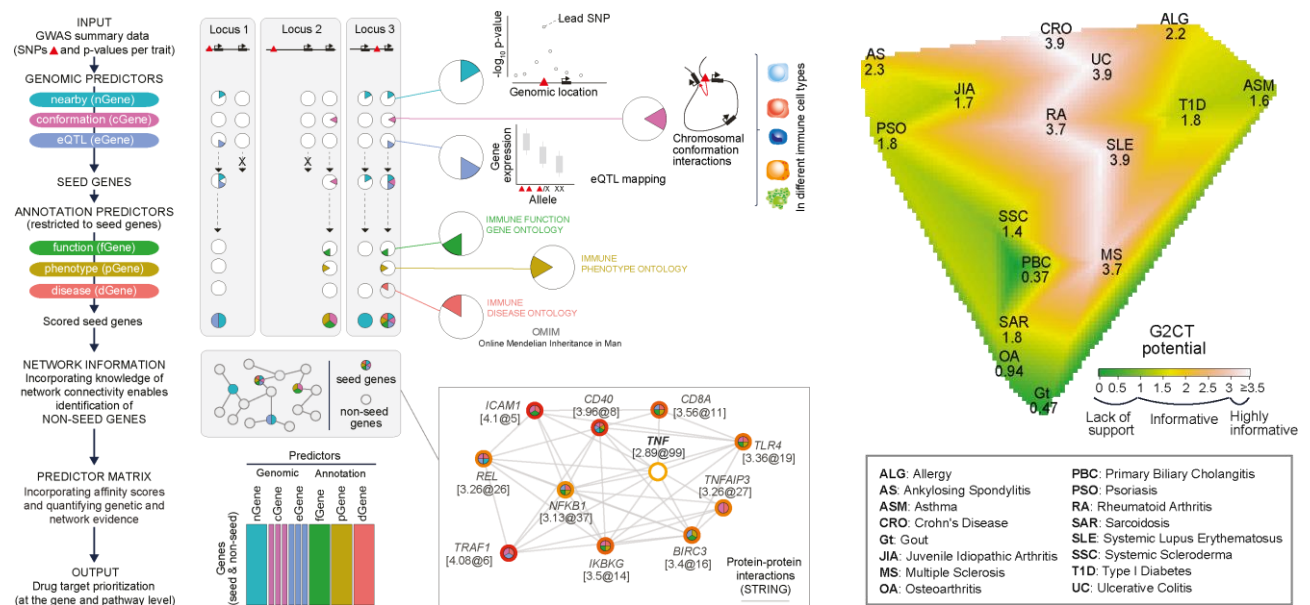 INPUT
GWAS summary data
(SNPs and p-values per trait)
GENOMIC PREDICTORS
nearby (nGene)
conformation (cGene)
eQTL (eGene)
SEED GENES
ANNOTATION PREDICTORS
(restricted to seed genes)
function (fGene)
phenotype (pGene)
disease (dGene)
Scored seed genes
NETWORK INFORMATION
Incorporating knowledge of
network connectivity enables
identification of
NON-SEED GENES
PREDICTOR MATRIX
Incorporating affinity scores
and quantifying genetic and
network evidence
OUTPUT
Drug target prioritization
(at the gene and pathway level)
Locus 1
Locus 2
Locus 3
X
X
Lead SNP
-log10 p-value
Genomic location
Gene
expression
/X XX
Allele
eQTL mapping
Chromosomal
conformation
interactions
In different immune cell types
IMMUNE FUNCTION
GENE ONTOLOGY
IMMUNE
PHENOTYPE ONTOLOGY
IMMUNE
DISEASE ONTOLOGY
OMIM
Online Mendelian Inheritance in Man
seed genes
non-seed
genes
Predictors
Genomic Annotation
nGene
cGene
eGene
fGene
pGene
dGene
Genes
(seed & non-seed)
ICAM1
[4.1@5]
CD40
[3.96@8]
CD8A
[3.56@11]
TNF
[2.89@99]
TLR4
[3.36@19]
REL
[3.26@26]
NFKB1
[3.13@37]
TNFAIP3
[3.26@27]
TRAF1
[4.08@6]
IKBKG
[3.5@14]
BIRC3
[3.4@16]
Protein-protein
interactions
(STRING)
CRO
3.9
ALG
2.2
AS
2.3
UC
3.9
JIA
1.7
ASM
1.6
T1D
1.8
RA
3.7
PSO
1.8
SLE
3.9
SSC
1.4
PBC
0.37
MS
3.7
SAR
1.8
OA
0.94
Gt
0.47
G2CT
potential
0 0.5 1 1.5 2 2.5 3 ≥3.5
Lack of
support
Informative
Highly
informative
ALG: Allergy
AS: Ankylosing Spondylitis
ASM: Asthma
CRO: Crohn's Disease
Gt: Gout
JIA: Juvenile Idiopathic Arthritis
MS: Multiple Sclerosis
OA: Osteoarthritis
PBC: Primary Biliary Cholangitis
PSO: Psoriasis
RA: Rheumatoid Arthritis
SAR: Sarcoidosis
SLE: Systemic Lupus Erythematosus
SSC: Systemic Scleroderma
T1D: Type I Diabetes
UC: Ulcerative Colitis